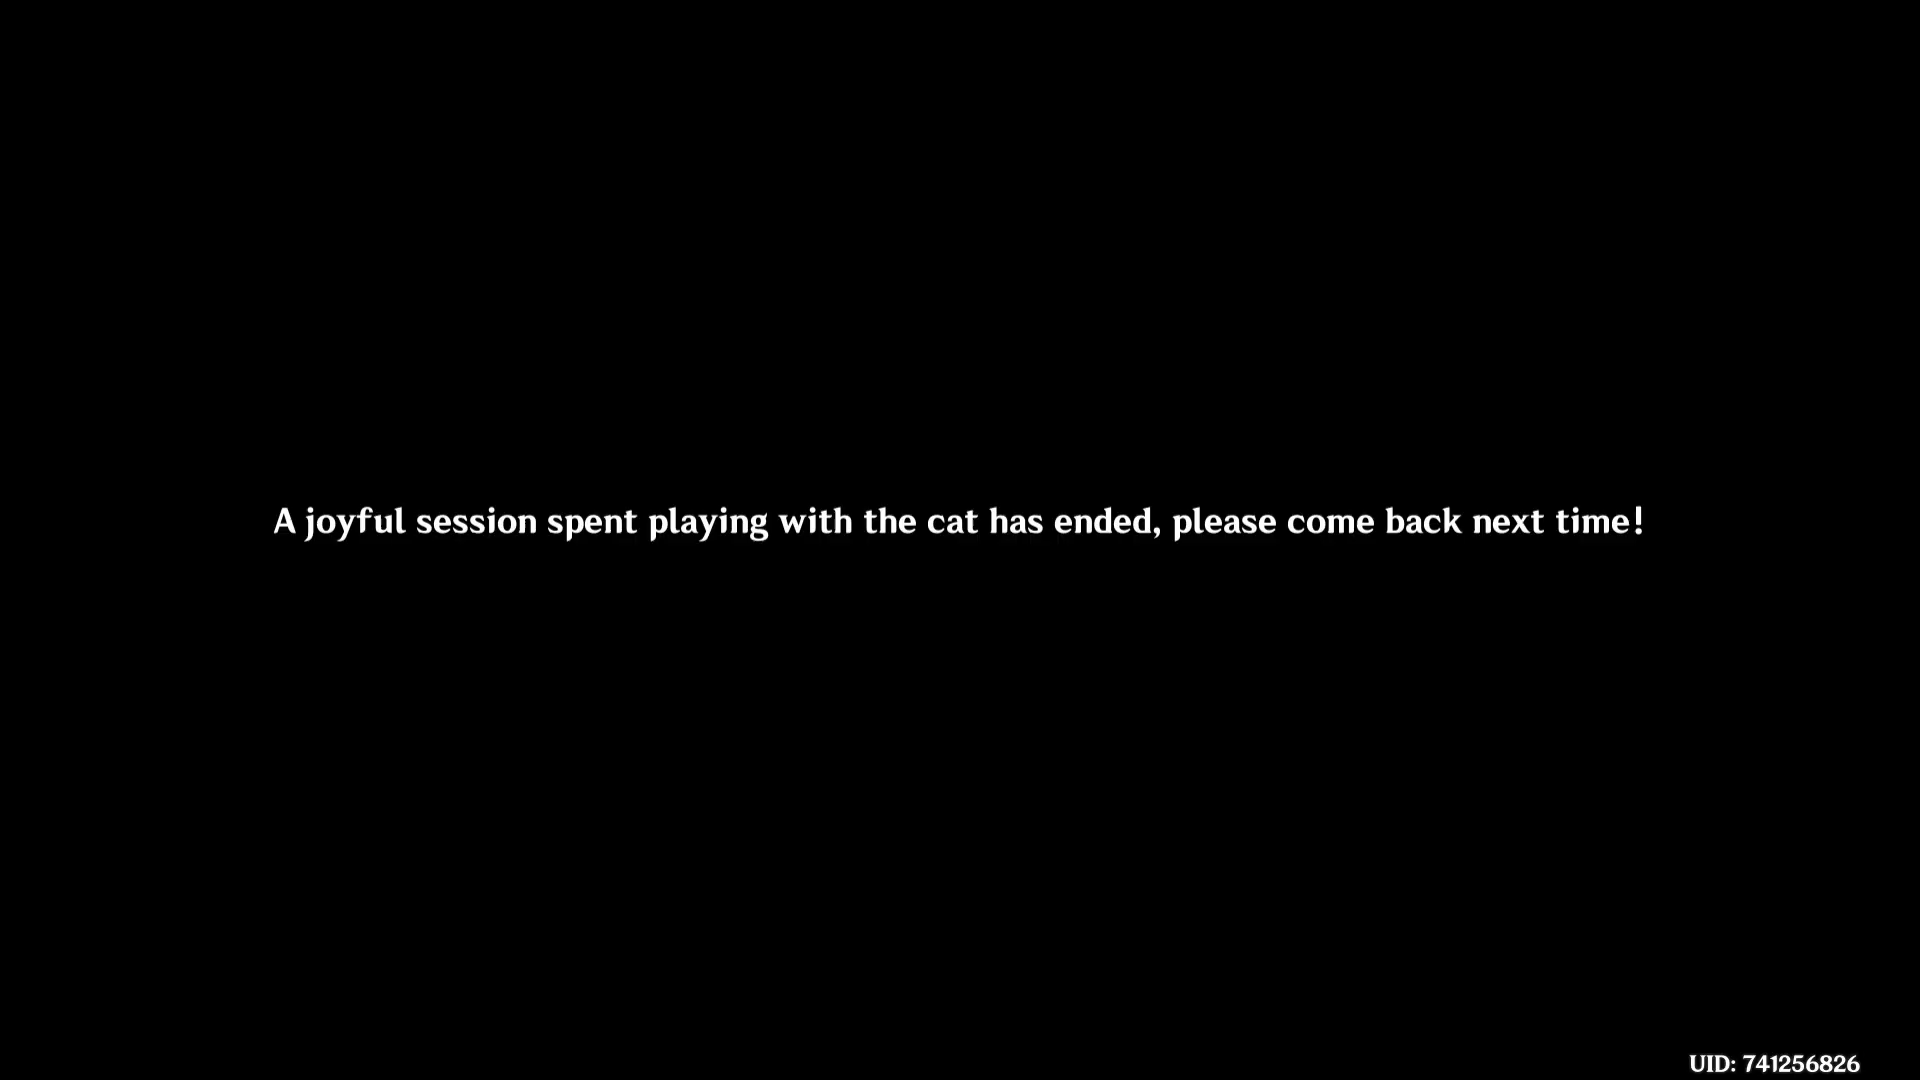 A joyful session spent playing with the cat has ended, please come back next time!
UID: 741256826